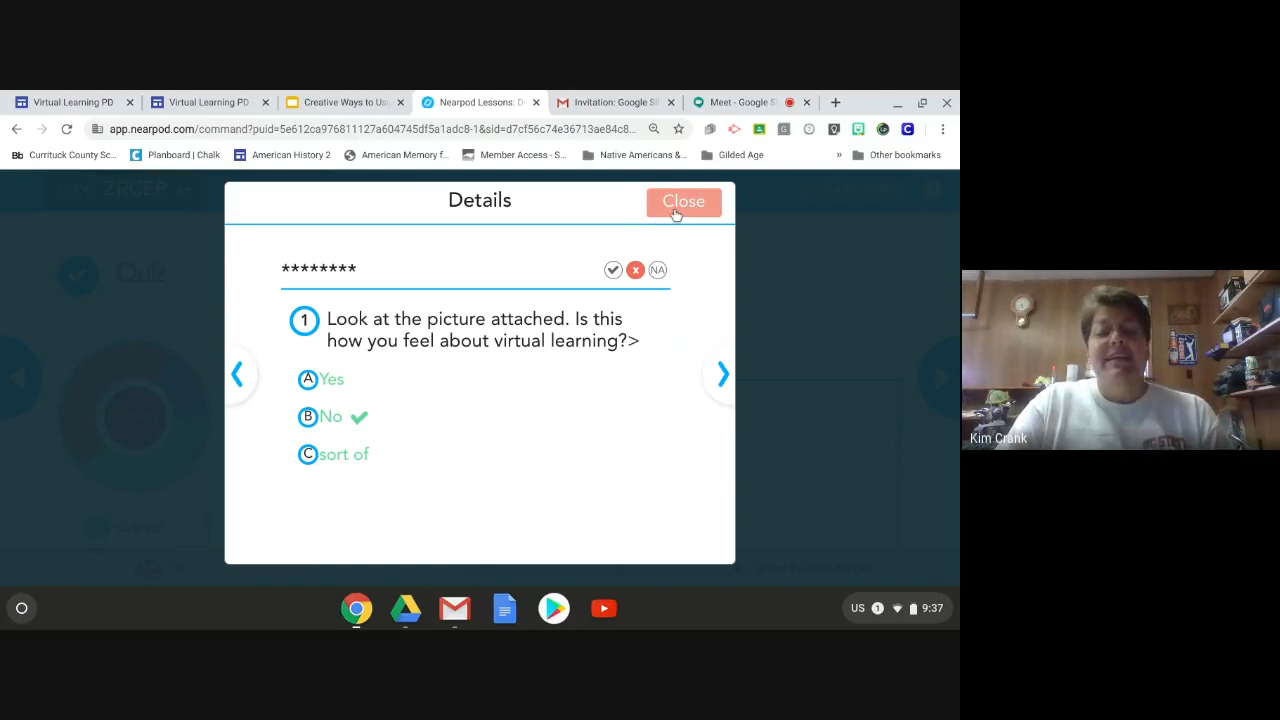 Virtual Learning PD
Virtual Learning PD
Creative Ways to Us
Nearpod Lessons: D
Invitation: Google Sl
Meet - Google S
app.nearpod.com/command?puid=5e612ca976811127a604745df5a1adc8-1&sid=d7cf56c74e36713ae84c8...
Bb Currituck County Sc...
Planboard | Chalk
American History 2
American Memory f...
Member Access - S...
Native Americans &...
Gilded Age
»
Other bookmarks
ZRCEP
Details
Close
Quiz
********
NA
1 Look at the picture attached. Is this
how you feel about virtual learning?>
A Yes
B No
C sort of
Kim Crank
US 1 9:37